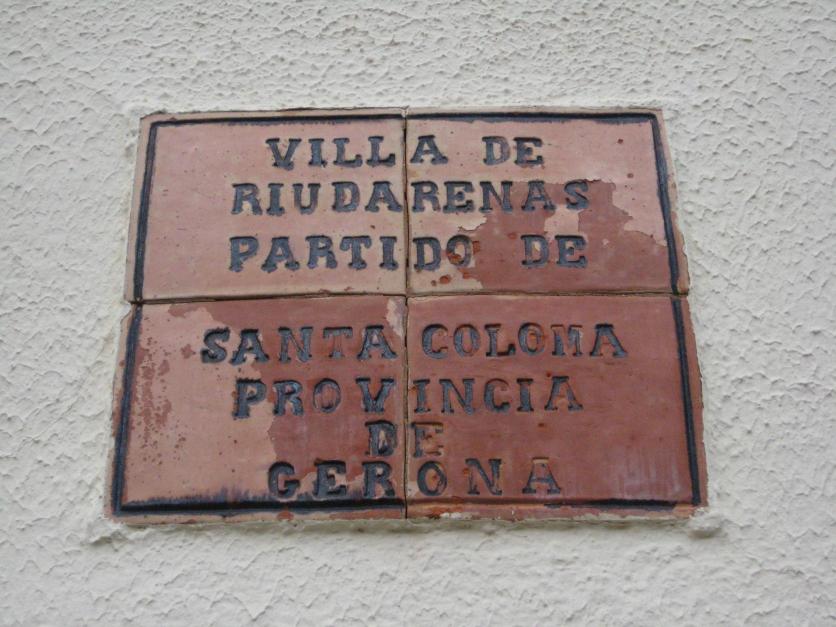 VILLA DE
RIUDARENAS
PARTIDO DE
SANTA COLOMA
PROVINCIA
DE
GERONA